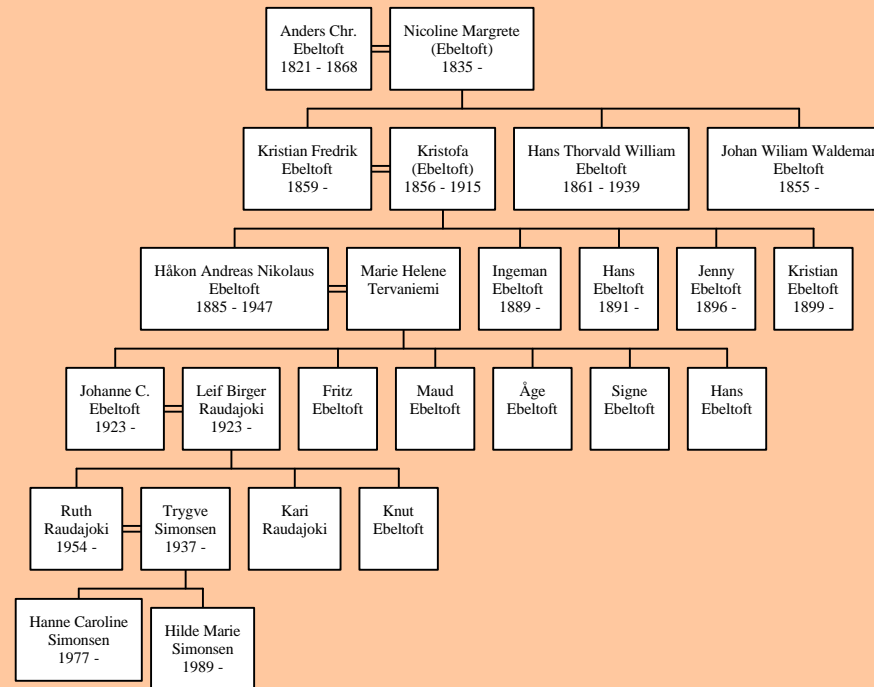 Anders Chr.
Ebeltoft
1821 - 1868
Nicoline Margrete
(Ebeltoft)
1835 -
Kristian Fredrik
Ebeltoft
1859 -
Kristofa
(Ebeltoft)
1856 - 1915
Hans Thorvald William
Ebeltoft
1861 - 1939
Johan Wiliam Waldemar
Ebeltoft
1855 -
Håkon Andreas Nikolaus
Ebeltoft
1885 - 1947
Marie Helene
Tervaniemi
Ingeman
Ebeltoft
1889 -
Hans
Ebeltoft
1891 -
Jenny
Ebeltoft
1896 -
Kristian
Ebeltoft
1899 -
Johanne C.
Ebeltoft
1923 -
Leif Birger
Raudajoki
1923 -
Fritz
Ebeltoft
Maud
Ebeltoft
Åge
Ebeltoft
Signe
Ebeltoft
Hans
Ebeltoft
Ruth
Raudajoki
1954 -
Trygve
Simonsen
1937 -
Kari
Raudajoki
Knut
Ebeltoft
Hanne Caroline
Simonsen
1977 -
Hilde Marie
Simonsen
1989 -